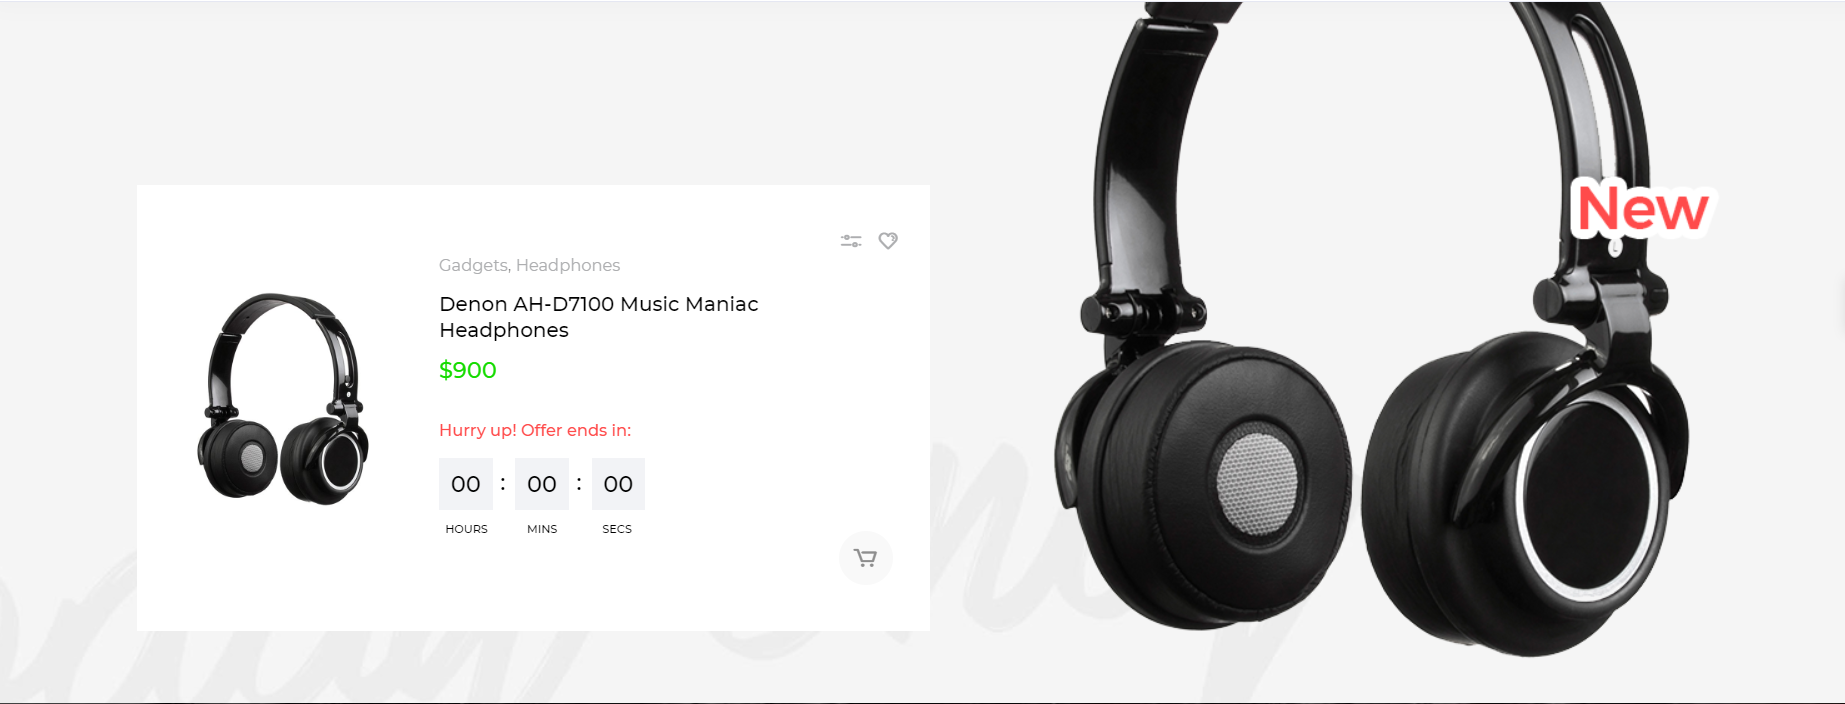 Gadgets, Headphones
Denon AH-D7100 Music Maniac
Headphones
$900
Hurry up! Offer ends in:
00 : 00 : 00
HOURS MINS SECS
New
L